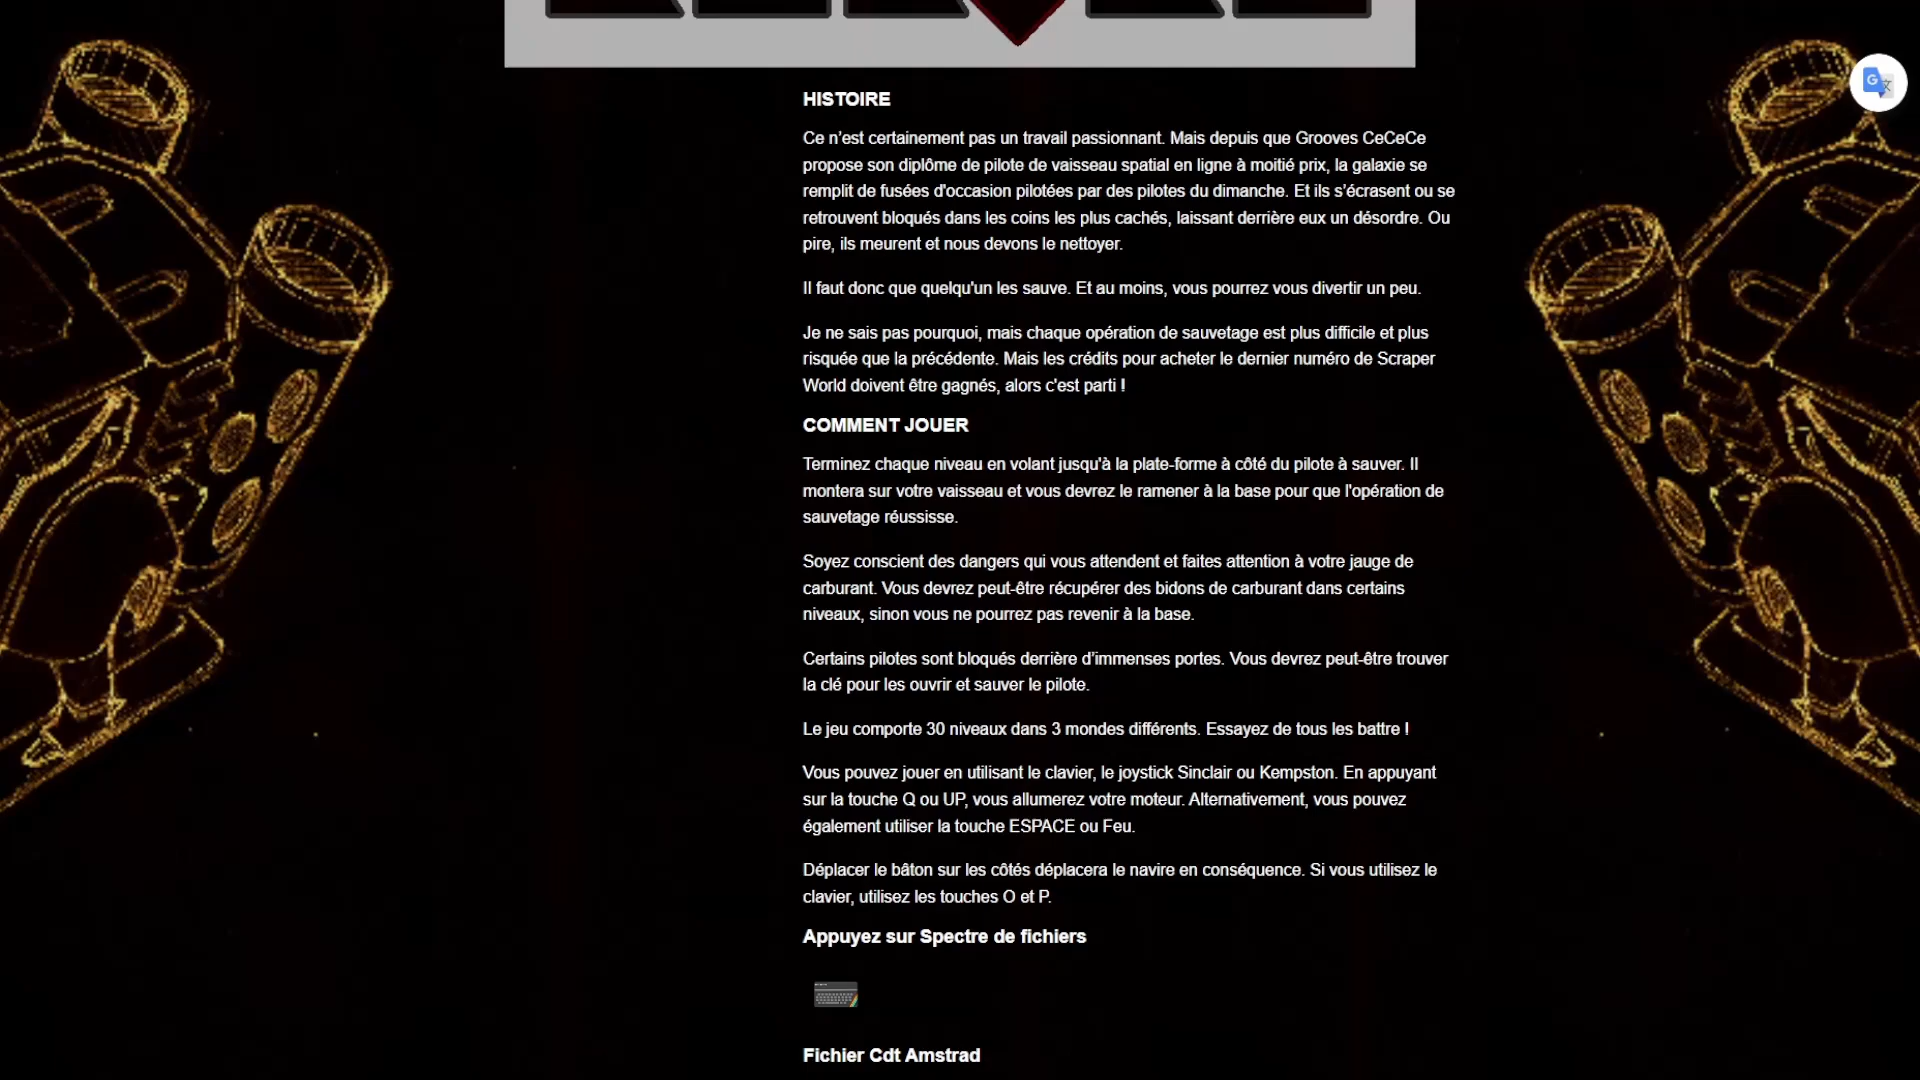 HISTOIRE
Ce n’est certainement pas un travail passionnant. Mais depuis que Grooves CeCeCe
propose son diplôme de pilote de vaisseau spatial en ligne à moitié prix, la galaxie se
remplit de fusées d'occasion pilotées par des pilotes du dimanche. Et ils s’écrasent ou se
retrouvent bloqués dans les coins les plus cachés, laissant derrière eux un désordre. Ou
pire, ils meurent et nous devons le nettoyer.
Il faut donc que quelqu'un les sauve. Et au moins, vous pourrez vous divertir un peu.
Je ne sais pas pourquoi, mais chaque opération de sauvetage est plus difficile et plus
risquée que la précédente. Mais les crédits pour acheter le dernier numéro de Scraper
World doivent être gagnés, alors c'est parti !
COMMENT JOUER
Terminez chaque niveau en volant jusqu'à la plate-forme à côté du pilote à sauver. Il
montera sur votre vaisseau et vous devrez le ramener à la base pour que l'opération de
sauvetage réussisse.
Soyez conscient des dangers qui vous attendent et faites attention à votre jauge de
carburant. Vous devrez peut-être récupérer des bidons de carburant dans certains
niveaux, sinon vous ne pourrez pas revenir à la base.
Certains pilotes sont bloqués derrière d’immenses portes. Vous devrez peut-être trouver
la clé pour les ouvrir et sauver le pilote.
Le jeu comporte 30 niveaux dans 3 mondes différents. Essayez de tous les battre !
Vous pouvez jouer en utilisant le clavier, le joystick Sinclair ou Kempston. En appuyant
sur la touche Q ou UP, vous allumerez votre moteur. Alternativement, vous pouvez
également utiliser la touche ESPACE ou Feu.
Déplacer le bâton sur les côtés déplacera le navire en conséquence. Si vous utilisez le
clavier, utilisez les touches O et P.
Appuyez sur Spectre de fichiers
Fichier Cdt Amstrad